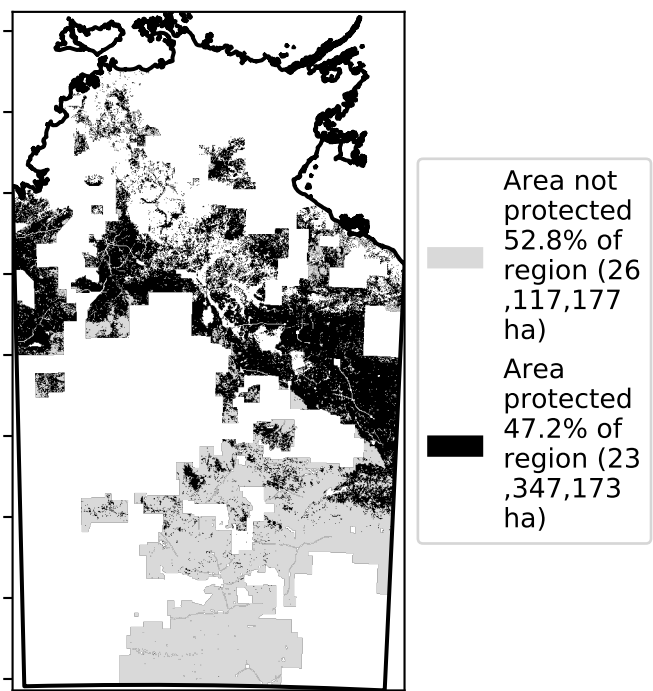 Area not
protected
52.8% of
region (26
,117,177
ha)
Area
protected
47.2% of
region (23
,347,173
ha)